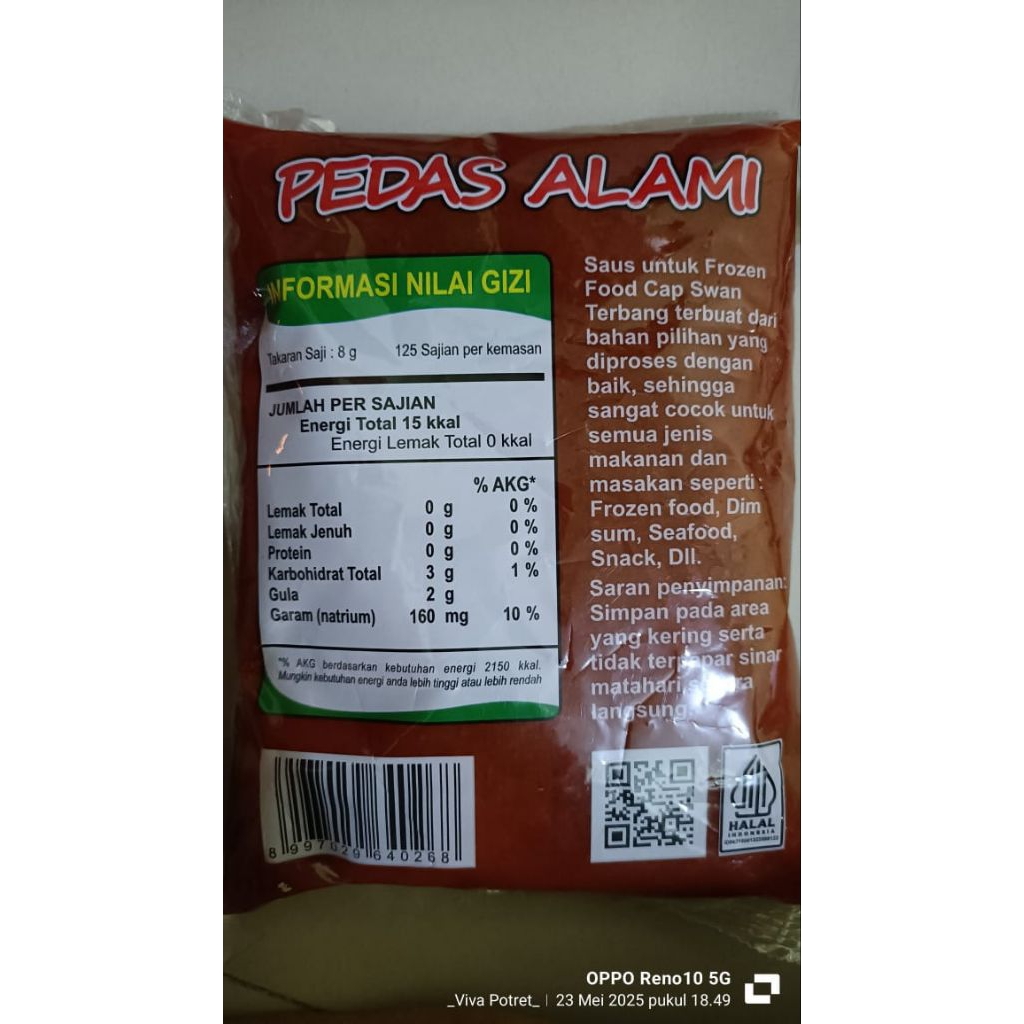 PEDAS ALAMI
INFORMASI NILAI GIZI
Takaran Saji : 8 g 125 Sajian per kemasan
JUMLAH PER SAJIAN
Energi Total 15 kkal
Energi Lemak Total 0 kkal
% AKG*
Lemak Total 0 g 0 %
Lemak Jenuh 0 g 0 %
Protein 0 g 0 %
Karbohidrat Total 3 g 1 %
Gula 2 g
Garam (natrium) 160 mg 10 %
*% AKG berdasarkan kebutuhan energi 2150 kkal.
Mungkin kebutuhan energi anda lebih tinggi atau lebih rendah
Saus untuk Frozen
Food Cap Swan
Terbang terbuat dari
bahan pilihan yang
diproses dengan
baik, sehingga
sangat cocok untuk
semua jenis
makanan dan
masakan seperti :
Frozen food, Dim
sum, Seafood,
Snack, Dll.
Saran penyimpanan:
Simpan pada area
yang kering serta
tidak terpapar sinar
matahari secara
langsung.
8 997029 640268
HALAL
INDONESIA
OPPO Reno10 5G
_Viva Potret_ | 23 Mei 2025 pukul 18.49